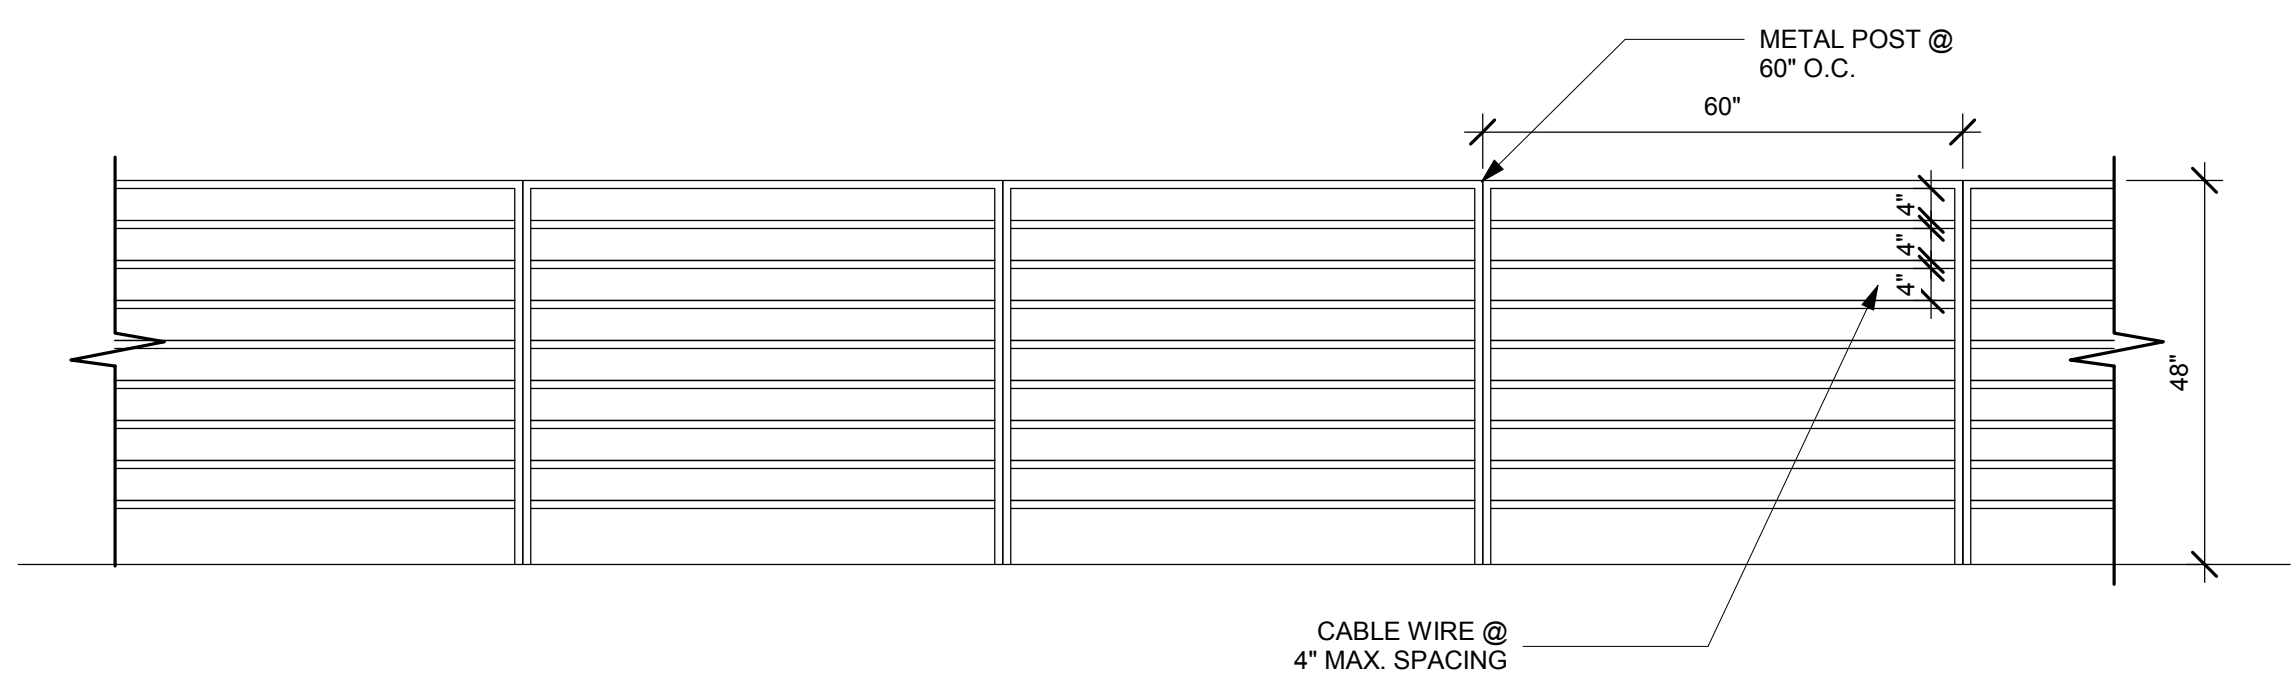 METAL POST @
60" O.C.
60"
4"
4"
4"
48"
CABLE WIRE @
4" MAX. SPACING